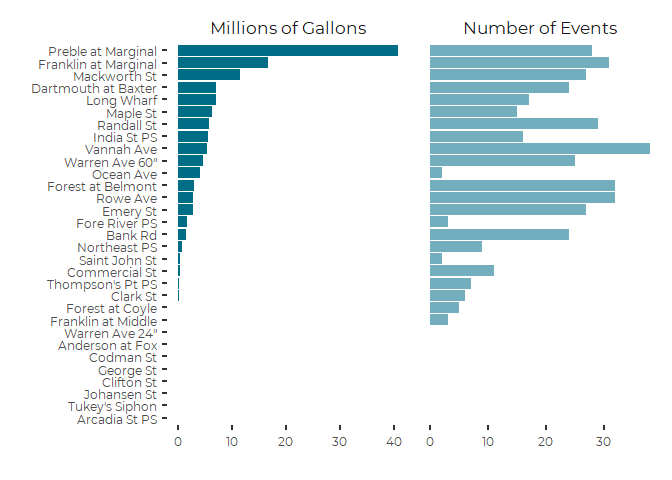 Millions of Gallons
Number of Events
Preble at Marginal
Franklin at Marginal
Mackworth St
Dartmouth at Baxter
Long Wharf
Maple St
Randall St
India St PS
Vannah Ave
Warren Ave 60"
Ocean Ave
Forest at Belmont
Rowe Ave
Emery St
Fore River PS
Bank Rd
Northeast PS
Saint John St
Commercial St
Thompson's Pt PS
Clark St
Forest at Coyle
Franklin at Middle
Warren Ave 24"
Anderson at Fox
Codman St
George St
Clifton St
Johansen St
Tukey's Siphon
Arcadia St PS
0 10 20 30 40
0 10 20 30